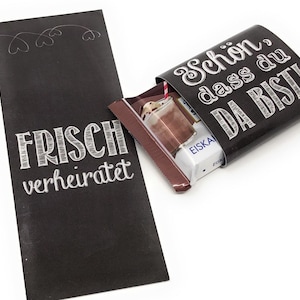 FRISCH
verheiratet
Schön,
dass du
DA BIST!
EISKA